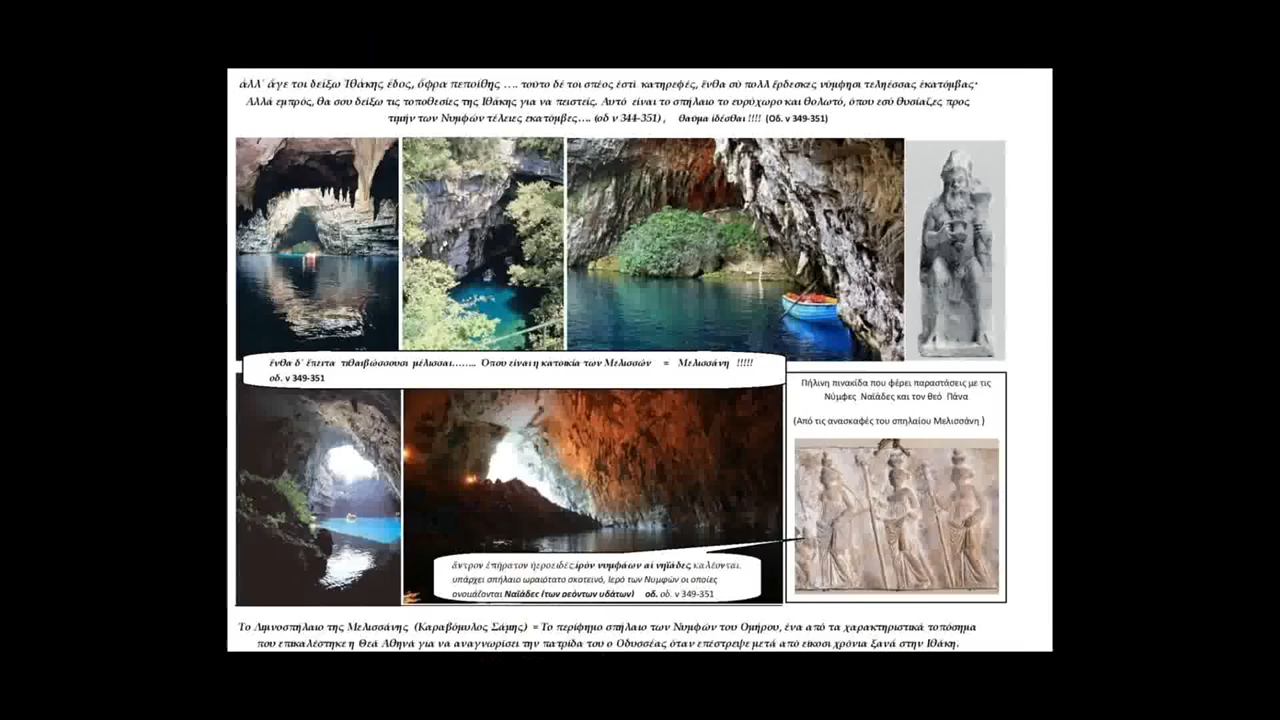 ἀλλ' ἄγε τοι δείξω Ἰθάκης ἕδος, ὄφρα πεποίθης .... τοῦτο δέ τοι σπέος ἐστὶ κατηρεφές, ἔνθα σὺ πολλ ἔρδεσκες νύμφησι τεληέσσας ἑκατόμβας·
Αλλά εμπρός, θα σου δείξω τις τοποθεσίες της Ιθάκης για να πειστείς. Αυτό είναι το σπήλαιο το ευρύχωρο και θολωτό, όπου εσύ θυσίαζες προς
τιμήν των Νυμφών τέλειες εκατόμβες.... (οδ ν 344-351) , θαῦμα ἰδέσθαι !!!! (Οδ. ν 349-351)
ἔνθα δ' ἔπειτα τιθαιβώσσουσι μέλισσαι........ Όπου είναι η κατοικία των Μελισσών = Μελισσάνη !!!!!
οδ. ν 349-351
Πήλινη πινακίδα που φέρει παραστάσεις με τις
Νύμφες Ναϊάδες και τον θεό Πάνα
(Από τις ανασκαφές του σπηλαίου Μελισσάνη )
ἄντρον ἐπήρατον ἠεροειδές, ἱρόν νυμφάων αἱ νηϊάδες καλέονται.
υπάρχει σπήλαιο ωραιότατο σκοτεινό, Ιερό των Νυμφών οι οποίες
ονομάζονται Ναϊάδες (των ρεόντων υδάτων) οδ. οδ. ν 349-351
Το Λιμνοσπήλαιο της Μελισσάνης (Καραβόμυλος Σάμης) = Το περίφημο σπήλαιο των Νυμφών του Ομήρου, ένα από τα χαρακτηριστικά τοπόσημα
που επικαλέστηκε η Θεά Αθηνά για να αναγνωρίσει την πατρίδα του ο Οδυσσέας όταν επέστρεψε μετά από είκοσι χρόνια ξανά στην Ιθάκη.